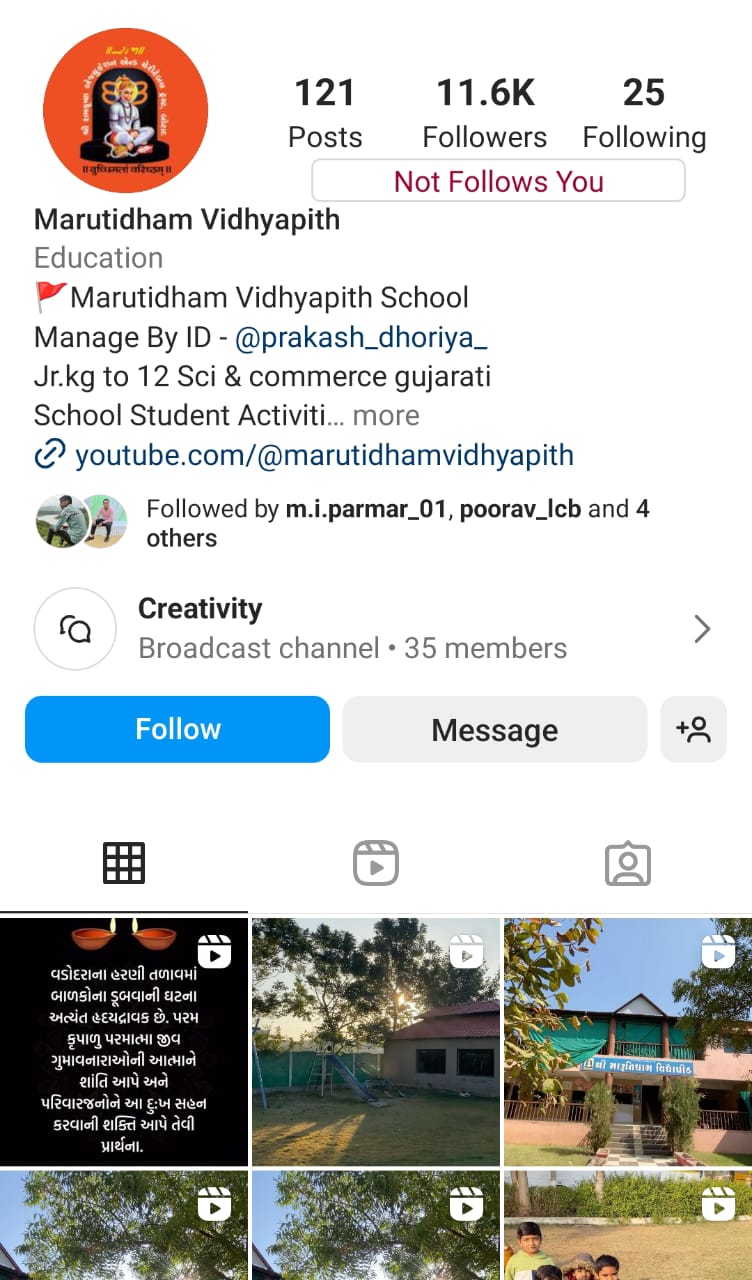 ॥બુધ્ધિમતાં વરિષ્ઠમ્॥
121
11.6K
25
Posts
Followers
Following
Not Follows You
Marutidham Vidhyapith
Education
🚩Marutidham Vidhyapith School
Manage By ID - @prakash_dhoriya_
Jr.kg to 12 Sci & commerce gujarati
School Student Activiti... more
youtube.com/@marutidhamvidhyapith
Followed by m.i.parmar_01, poorav_lcb and 4
others
Creativity
Broadcast channel • 35 members
Follow
Message
વડોદરાના હરણી તળાવમાં
બાળકોના ડૂબવાની ઘટના
અત્યંત હૃદયદ્રાવક છે. પરમ
કૃપાળુ પરમાત્મા જીવ
ગુમાવનારાઓની આત્માને
શાંતિ આપે અને
પરિવારજનોને આ દુ:ખ સહન
કરવાની શક્તિ આપે તેવી
પ્રાર્થના.
શ્રી મારૂતિધામ વિદ્યાપીઠ